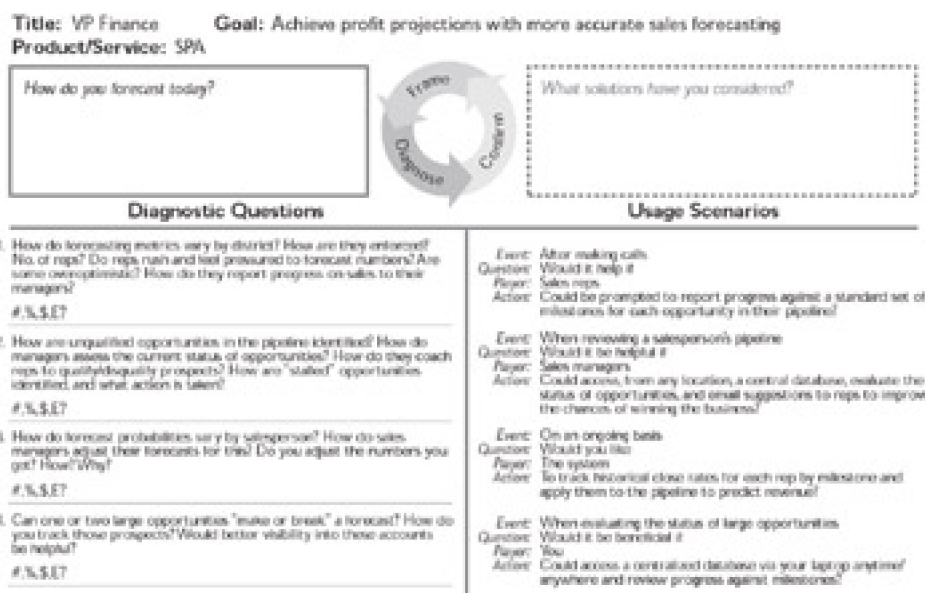 Title: VP Finance Goal: Achieve profit projections with more accurate sales forecasting
Product/Service: SPA
How do you forecast today?
Frame
Diagnose
Confirm
What solutions have you considered?
Diagnostic Questions
How do forecasting metrics vary by district? How are they enforced?
No. of reps? Do reps rush and feel pressured to forecast numbers? Are
some overoptimistic? How do they report progress on sales to their
managers?
#,%,$,£?
How are unqualified opportunities in the pipeline identified? How do
managers assess the current status of opportunities? How do they coach
reps to qualify/disqualify prospects? How are "stalled" opportunities
identified, and what action is taken?
#,%,$,£?
How do forecast probabilities vary by salesperson? How do sales
managers adjust their forecasts for this? Do you adjust the numbers you
get? How? Why?
#,%,$,£?
Can one or two large opportunities "make or break" a forecast? How do
you track those prospects? Would better visibility into these accounts
be helpful?
#,%,$,£?
Usage Scenarios
Event: After making calls
Question: Would it help if
Player: Sales reps
Action: Could be prompted to report progress against a standard set of
milestones for each opportunity in their pipeline?
Event: When reviewing a salesperson's pipeline
Question: Would it be helpful if
Player: Sales managers
Action: Could access, from any location, a central database, evaluate the
status of opportunities, and email suggestions to reps to improv
the chances of winning the business?
Event: On an ongoing basis
Question: Would you like
Player: The system
Action: To track historical close rates for each rep by milestone and
apply them to the pipeline to predict revenue?
Event: When evaluating the status of large opportunities
Question: Would it be beneficial if
Player: You
Action: Could access a centralized database via your laptop anytime/
anywhere and review progress against milestones?